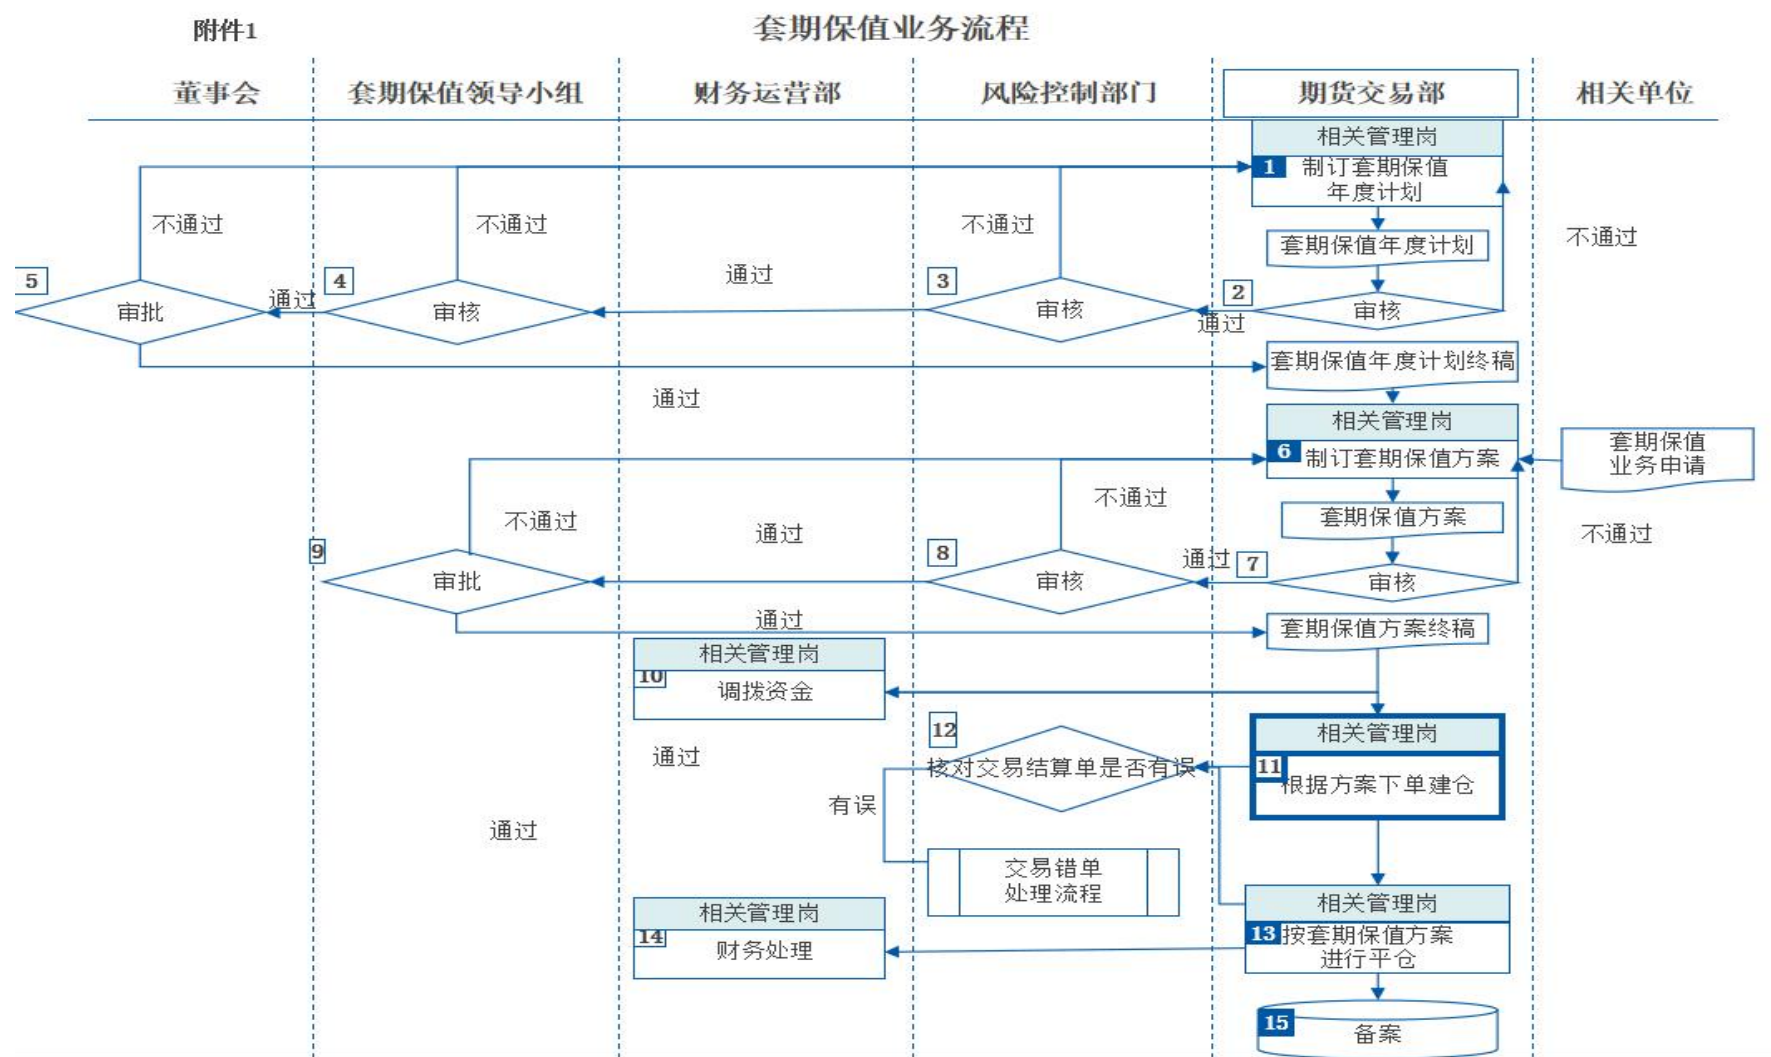 附件1
套期保值业务流程
董事会
套期保值领导小组
财务运营部
风险控制部门
期货交易部
相关单位
相关管理岗
1
制订套期保值
年度计划
不通过
不通过
不通过
不通过
套期保值年度计划
5
4
通过
3
2
审批
通过
审核
审核
通过
审核
套期保值年度计划终稿
通过
相关管理岗
6
制订套期保值方案
套期保值
业务申请
不通过
不通过
通过
套期保值方案
不通过
9
8
通过
7
审批
审核
审核
通过
套期保值方案终稿
相关管理岗
10
调拨资金
12
相关管理岗
通过
核对交易结算单是否有误
11
根据方案下单建仓
有误
通过
交易错单
处理流程
相关管理岗
相关管理岗
14
财务处理
13
按套期保值方案
进行平仓
15
备案